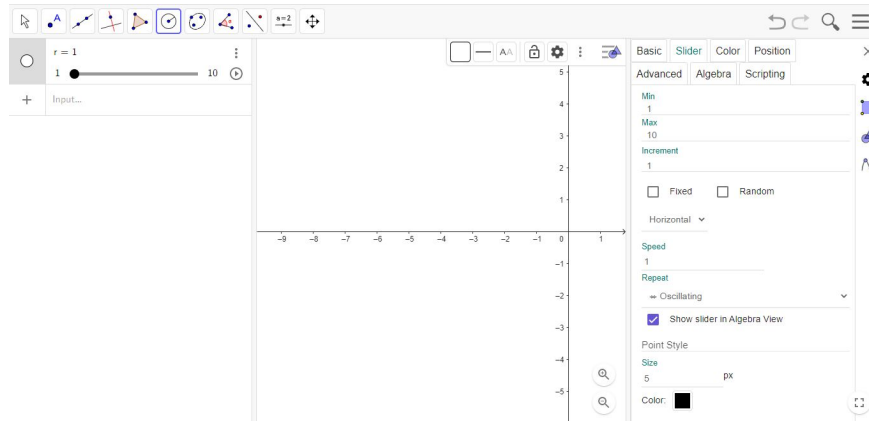 A
α
a = 2
r = 1
1
10
Input...
AA
Basic
Slider
Color
Position
Advanced
Algebra
Scripting
Min
1
Max
10
Increment
1
Fixed
Random
Horizontal
Speed
1
Repeat
⇔ Oscillating
Show slider in Algebra View
Point Style
Size
5
px
Color:
5
4
3
2
1
−9
−8
−7
−6
−5
−4
−3
−2
−1
0
1
−1
−2
−3
−4
−5